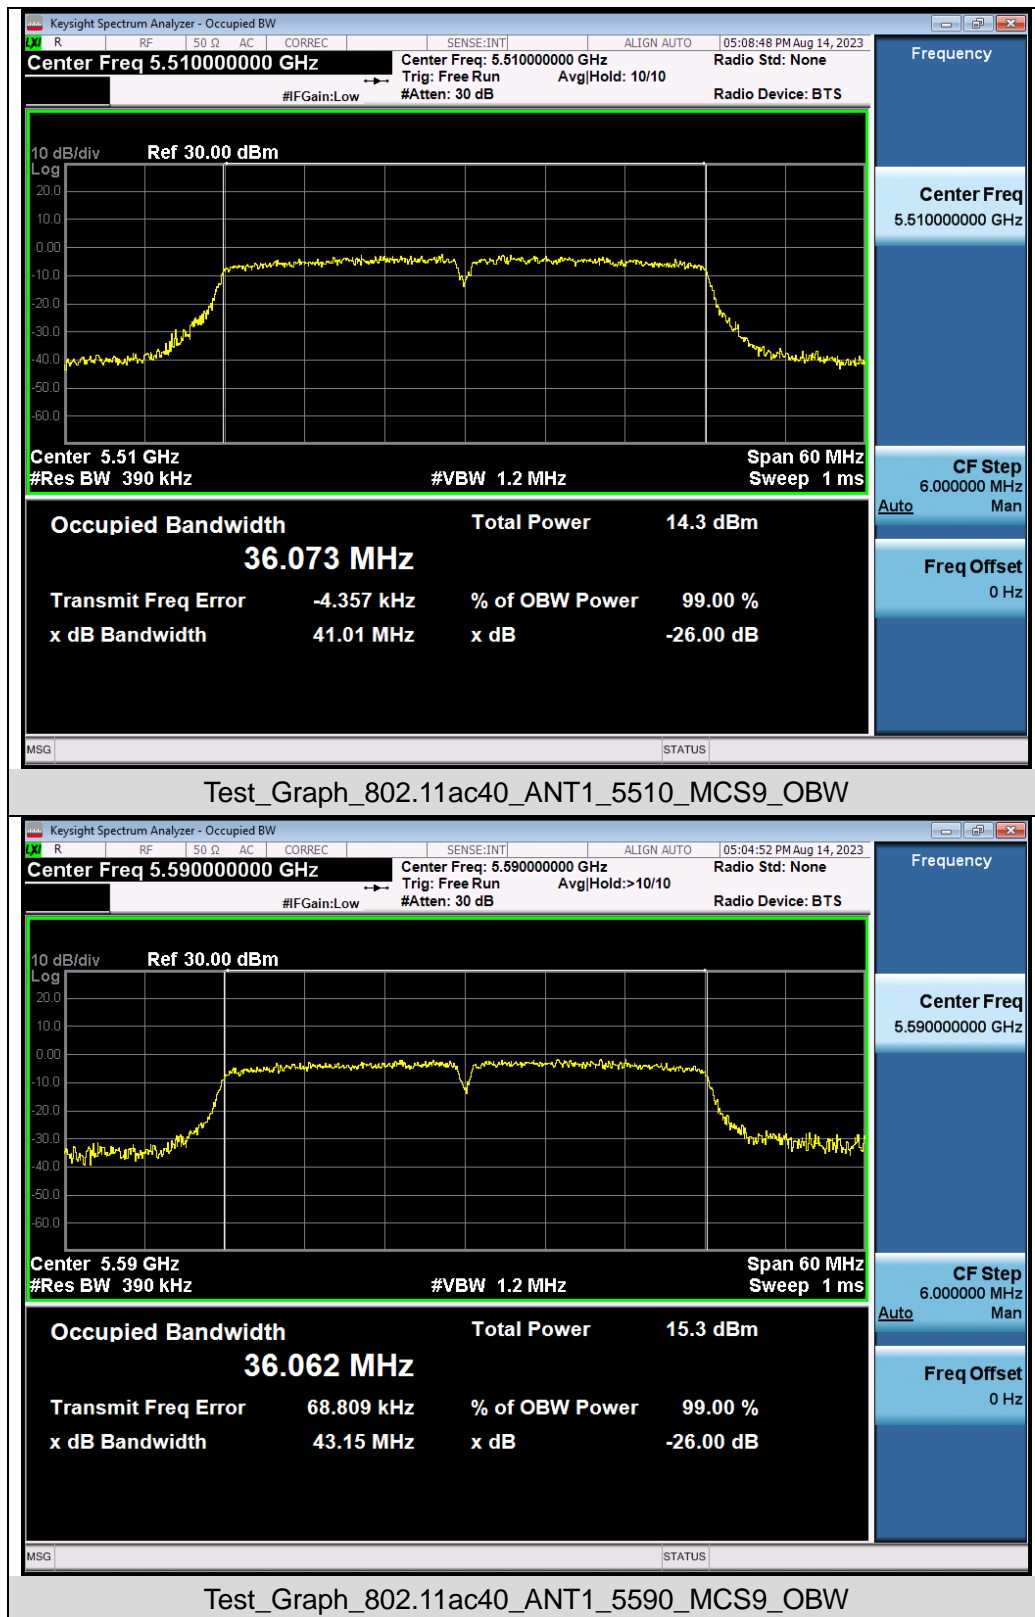 Keysight Spectrum Analyzer - Occupied BW
LXI R RF 50 Ω AC CORREC SENSE:INT ALIGN AUTO 05:08:48 PM Aug 14, 2023
Center Freq 5.510000000 GHz
Center Freq: 5.510000000 GHz Radio Std: None
Trig: Free Run Avg|Hold: 10/10
#IFGain:Low #Atten: 30 dB Radio Device: BTS
10 dB/div Ref 30.00 dBm
Log
20.0
10.0
0.00
-10.0
-20.0
-30.0
-40.0
-50.0
-60.0
Center 5.51 GHz Span 60 MHz
#Res BW 390 kHz #VBW 1.2 MHz Sweep 1 ms
Occupied Bandwidth Total Power 14.3 dBm
36.073 MHz
Transmit Freq Error -4.357 kHz % of OBW Power 99.00 %
x dB Bandwidth 41.01 MHz x dB -26.00 dB
MSG STATUS
Frequency
Center Freq
5.510000000 GHz
CF Step
6.000000 MHz
Auto Man
Freq Offset
0 Hz
Test_Graph_802.11ac40_ANT1_5510_MCS9_OBW
Keysight Spectrum Analyzer - Occupied BW
LXI R RF 50 Ω AC CORREC SENSE:INT ALIGN AUTO 05:04:52 PM Aug 14, 2023
Center Freq 5.590000000 GHz
Center Freq: 5.590000000 GHz Radio Std: None
Trig: Free Run Avg|Hold:>10/10
#IFGain:Low #Atten: 30 dB Radio Device: BTS
10 dB/div Ref 30.00 dBm
Log
20.0
10.0
0.00
-10.0
-20.0
-30.0
-40.0
-50.0
-60.0
Center 5.59 GHz Span 60 MHz
#Res BW 390 kHz #VBW 1.2 MHz Sweep 1 ms
Occupied Bandwidth Total Power 15.3 dBm
36.062 MHz
Transmit Freq Error 68.809 kHz % of OBW Power 99.00 %
x dB Bandwidth 43.15 MHz x dB -26.00 dB
MSG STATUS
Frequency
Center Freq
5.590000000 GHz
CF Step
6.000000 MHz
Auto Man
Freq Offset
0 Hz
Test_Graph_802.11ac40_ANT1_5590_MCS9_OBW